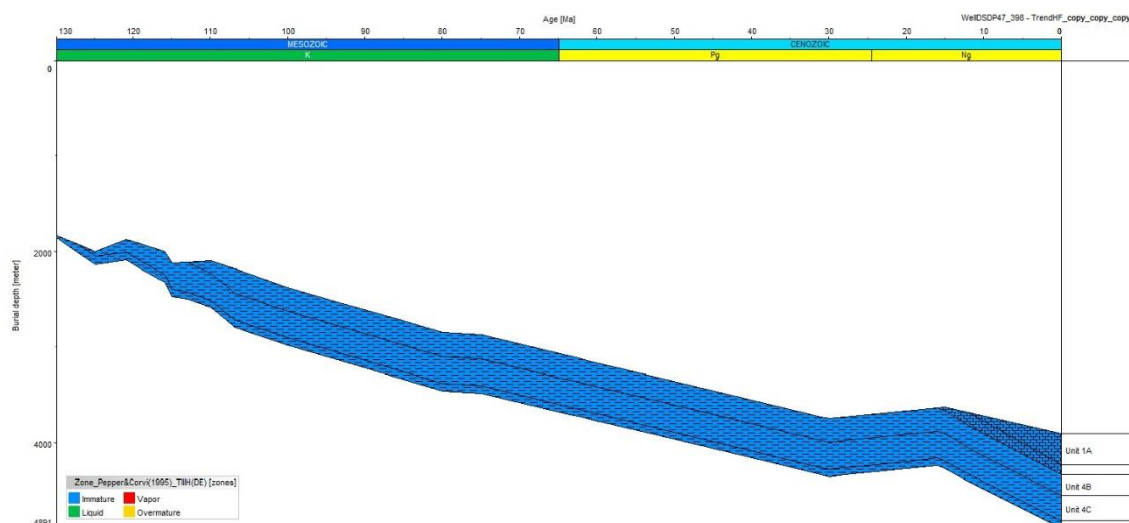 Age [Ma]
WellDSDP47_398 - TrendHF_copy_copy_copy
130 110 100 90 80 70 60 50 40 30 20 10 0
MESOZOIC CENOZOIC
K Pg Ng
0
2000
4000
4891
Burial depth [meter]
Unit 1A
Unit 4B
Unit 4C
Zone_Pepper&Corvi(1995)_TIIH(DE) [zones]
Immature Vapor
Liquid Overmature